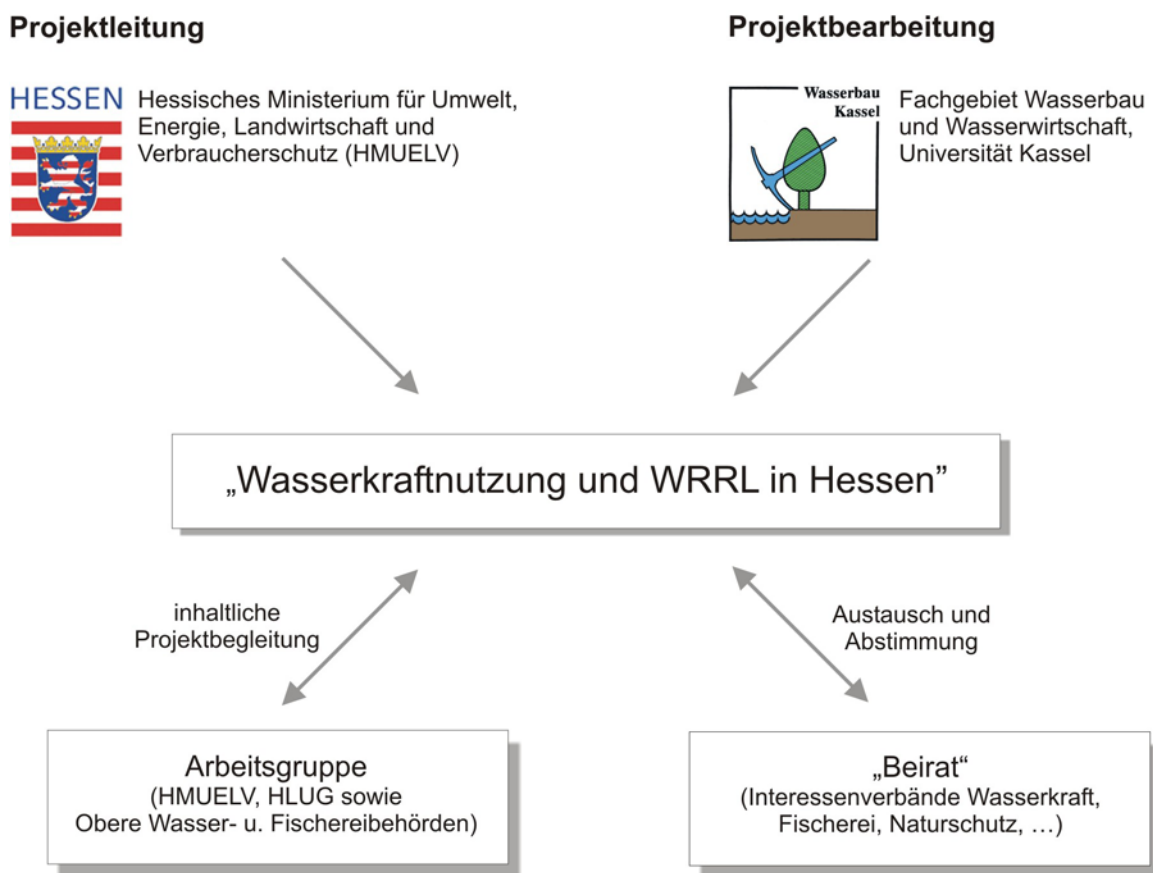 Projektleitung
HESSEN
Hessisches Ministerium für Umwelt,
Energie, Landwirtschaft und
Verbraucherschutz (HMUELV)
Projektbearbeitung
Wasserbau
Kassel
Fachgebiet Wasserbau
und Wasserwirtschaft,
Universität Kassel
„Wasserkraftnutzung und WRRL in Hessen”
inhaltliche
Projektbegleitung
Austausch und
Abstimmung
Arbeitsgruppe
(HMUELV, HLUG sowie
Obere Wasser- u. Fischereibehörden)
„Beirat“
(Interessenverbände Wasserkraft,
Fischerei, Naturschutz, …)